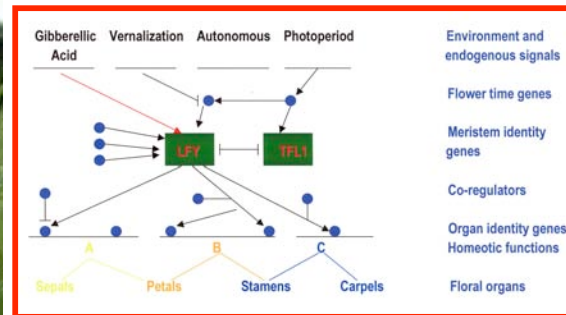 Gibberellic Acid
Vernalization
Autonomous
Photoperiod
Environment and
endogenous signals
Flower time genes
LFY
TFL1
Meristem identity
genes
Co-regulators
Organ identity genes
A
B
C
Homeotic functions
Sepals
Petals
Stamens
Carpels
Floral organs